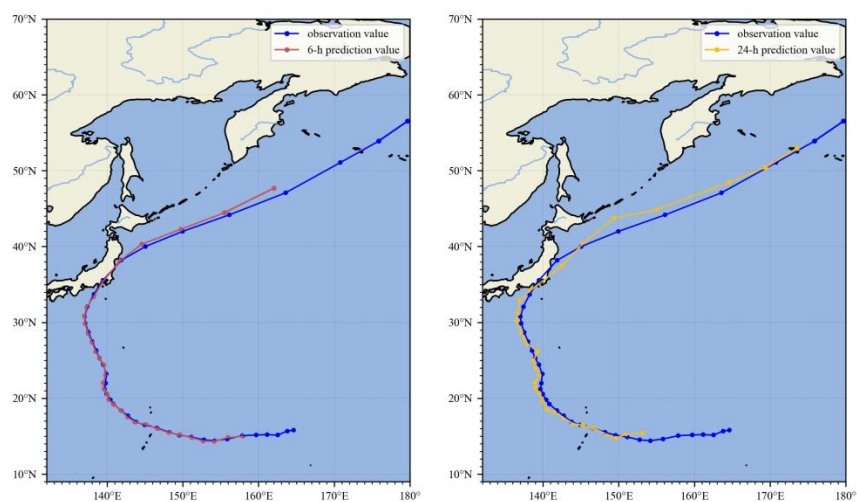 70°N
60°N
50°N
40°N
30°N
20°N
10°N
140°E
150°E
160°E
170°E
180°
observation value
6-h prediction value
70°N
60°N
50°N
40°N
30°N
20°N
10°N
140°E
150°E
160°E
170°E
180°
observation value
24-h prediction value